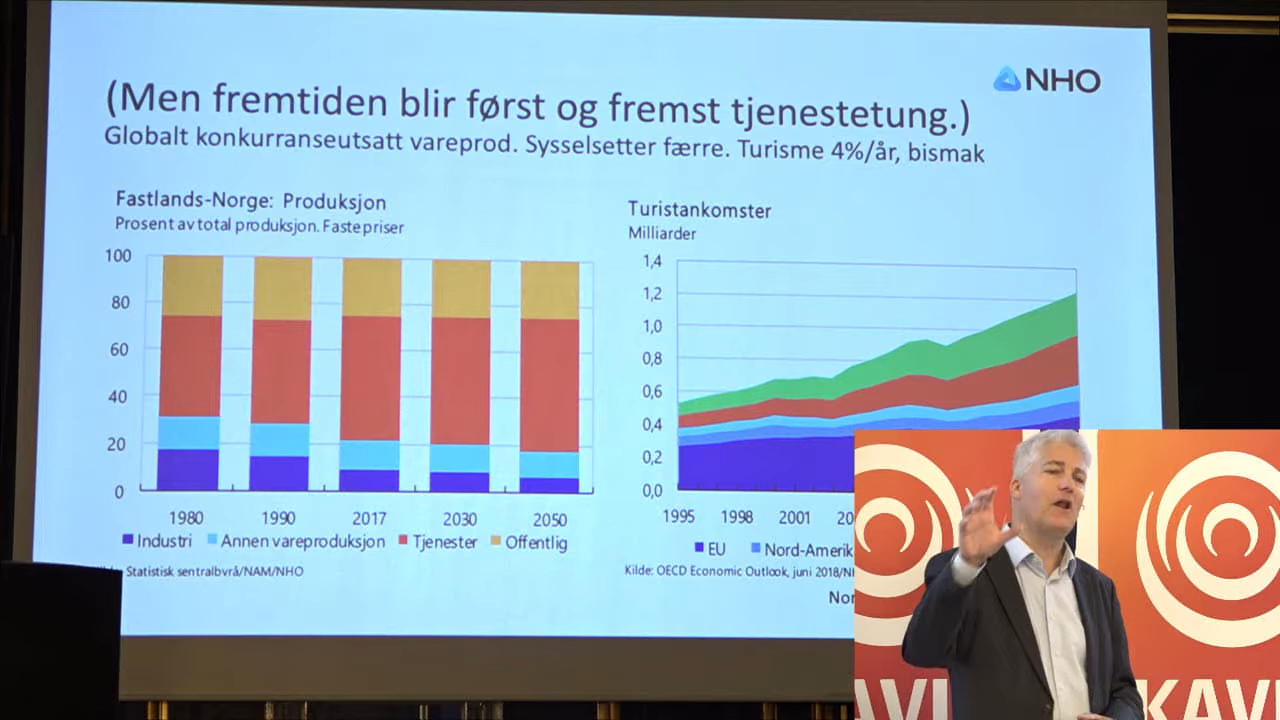 NHO
(Men fremtiden blir først og fremst tjenestetung.)
Globalt konkurranseutsatt vareprod. Sysselsetter færre. Turisme 4%/år, bismak
Fastlands-Norge: Produksjon
Prosent av total produksjon. Faste priser
100
80
60
40
20
0
1980 1990 2017 2030 2050
Industri Annen vareproduksjon Tjenester Offentlig
Statistisk sentralbyrå/NAM/NHO
Turistankomster
Milliarder
1,4
1,2
1,0
0,8
0,6
0,4
0,2
0,0
1995 1998 2001 20
EU Nord-Amerik
Kilde: OECD Economic Outlook, juni 2018/N
Nor
KAVI